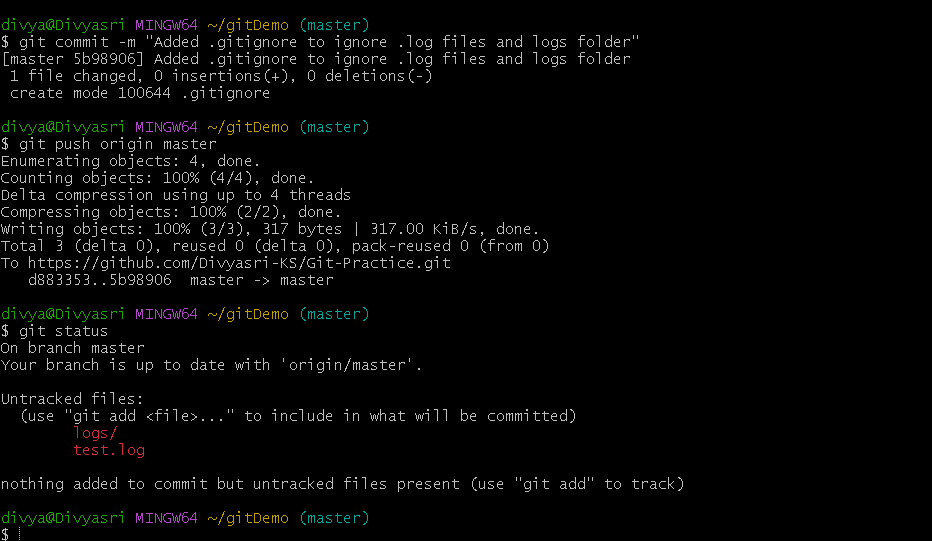 divya@Divyasri MINGW64 ~/gitDemo (master)
$ git commit -m "Added .gitignore to ignore .log files and logs folder"
[master 5b98906] Added .gitignore to ignore .log files and logs folder
 1 file changed, 0 insertions(+), 0 deletions(-)
 create mode 100644 .gitignore

divya@Divyasri MINGW64 ~/gitDemo (master)
$ git push origin master
Enumerating objects: 4, done.
Counting objects: 100% (4/4), done.
Delta compression using up to 4 threads
Compressing objects: 100% (2/2), done.
Writing objects: 100% (3/3), 317 bytes | 317.00 KiB/s, done.
Total 3 (delta 0), reused 0 (delta 0), pack-reused 0 (from 0)
To https://github.com/Divyasri-KS/Git-Practice.git
   d883353..5b98906  master -> master

divya@Divyasri MINGW64 ~/gitDemo (master)
$ git status
On branch master
Your branch is up to date with 'origin/master'.

Untracked files:
  (use "git add <file>..." to include in what will be committed)
        logs/
        test.log

nothing added to commit but untracked files present (use "git add" to track)

divya@Divyasri MINGW64 ~/gitDemo (master)
$